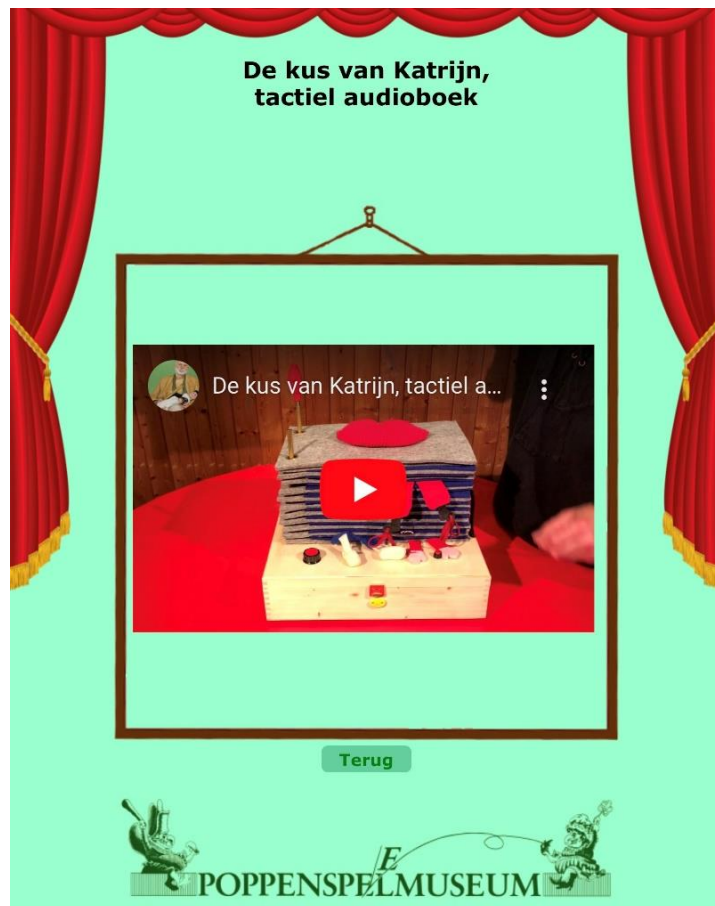 De kus van Katrijn,
tactiel audioboek
De kus van Katrijn, tactiel a...
Terug
POPPENSPELMUSEUM
E